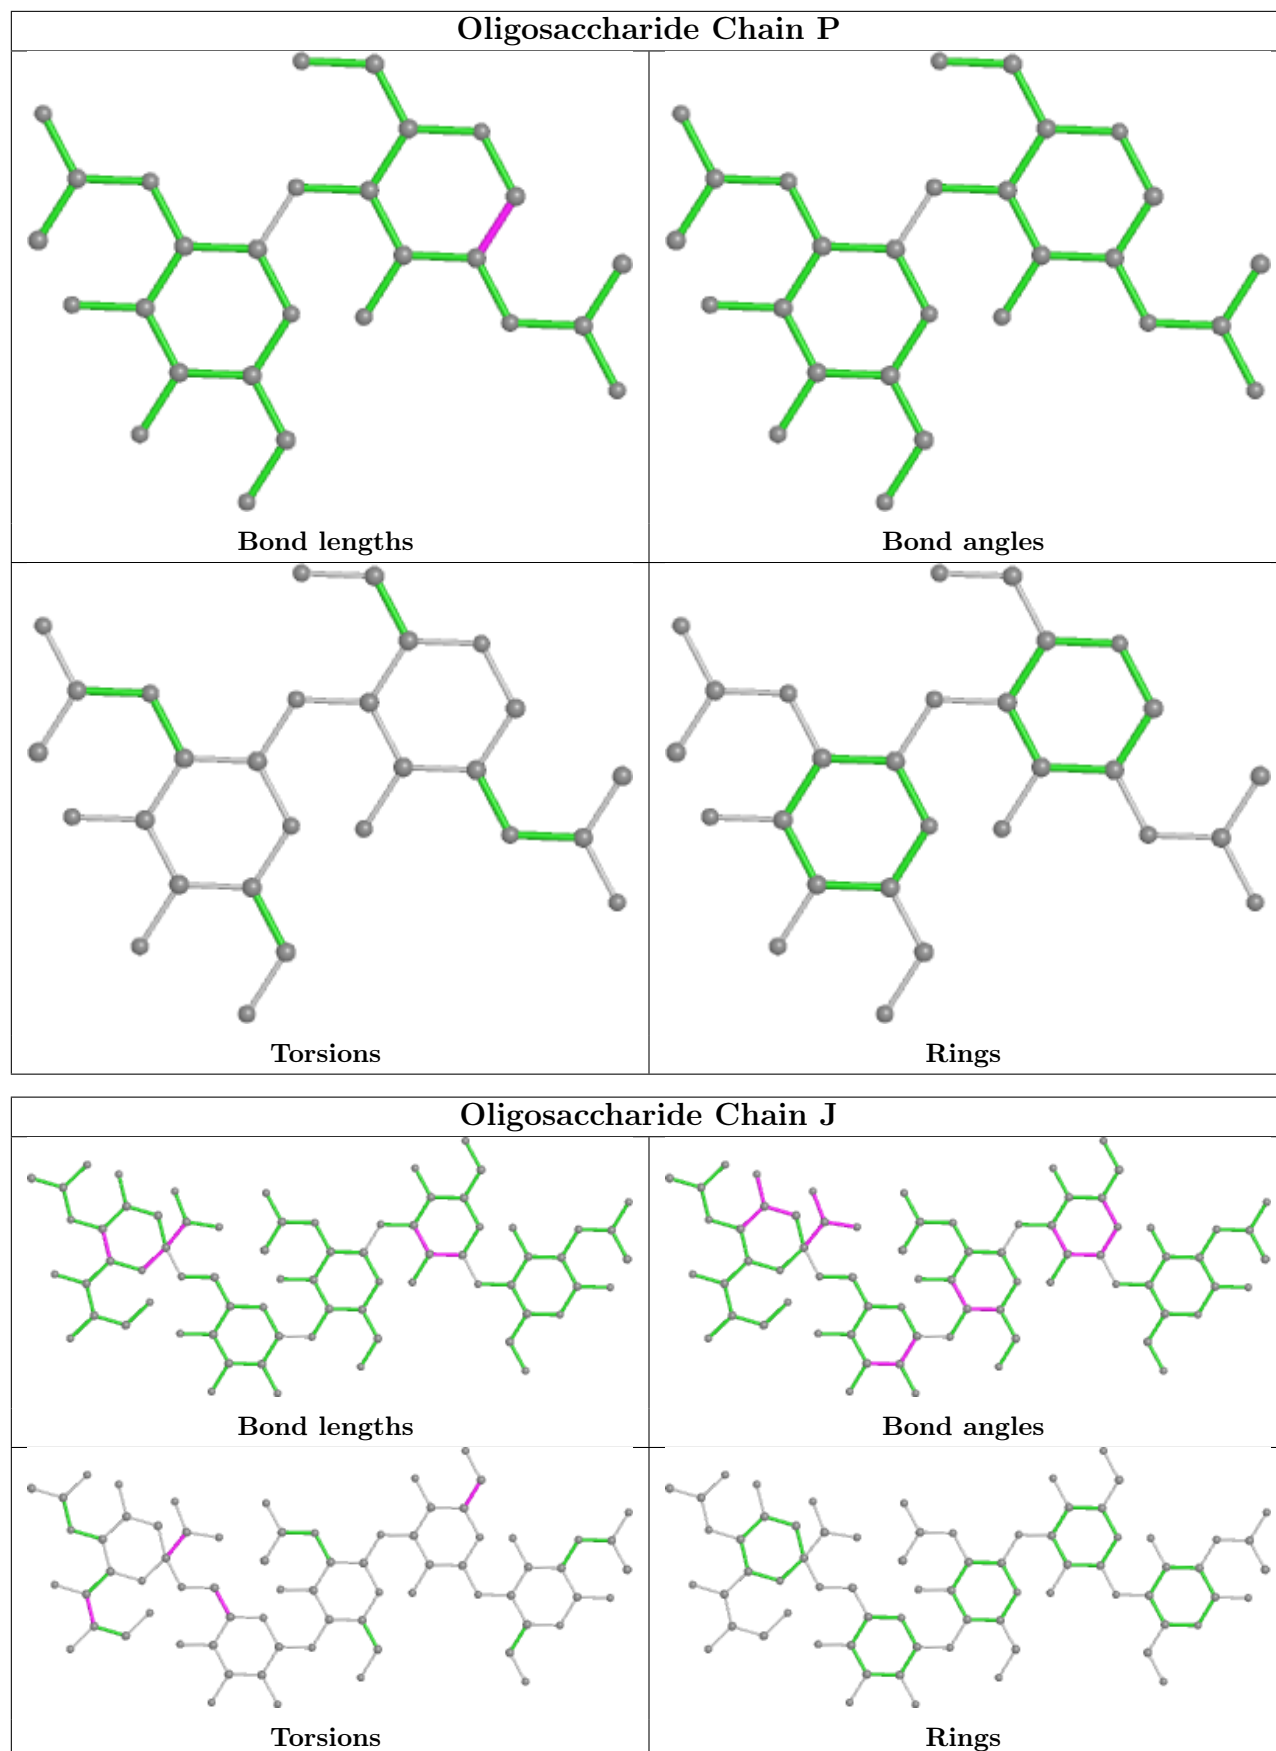 Oligosaccharide Chain P
Bond lengths
Bond angles
Torsions
Rings
Oligosaccharide Chain J
Bond lengths
Bond angles
Torsions
Rings